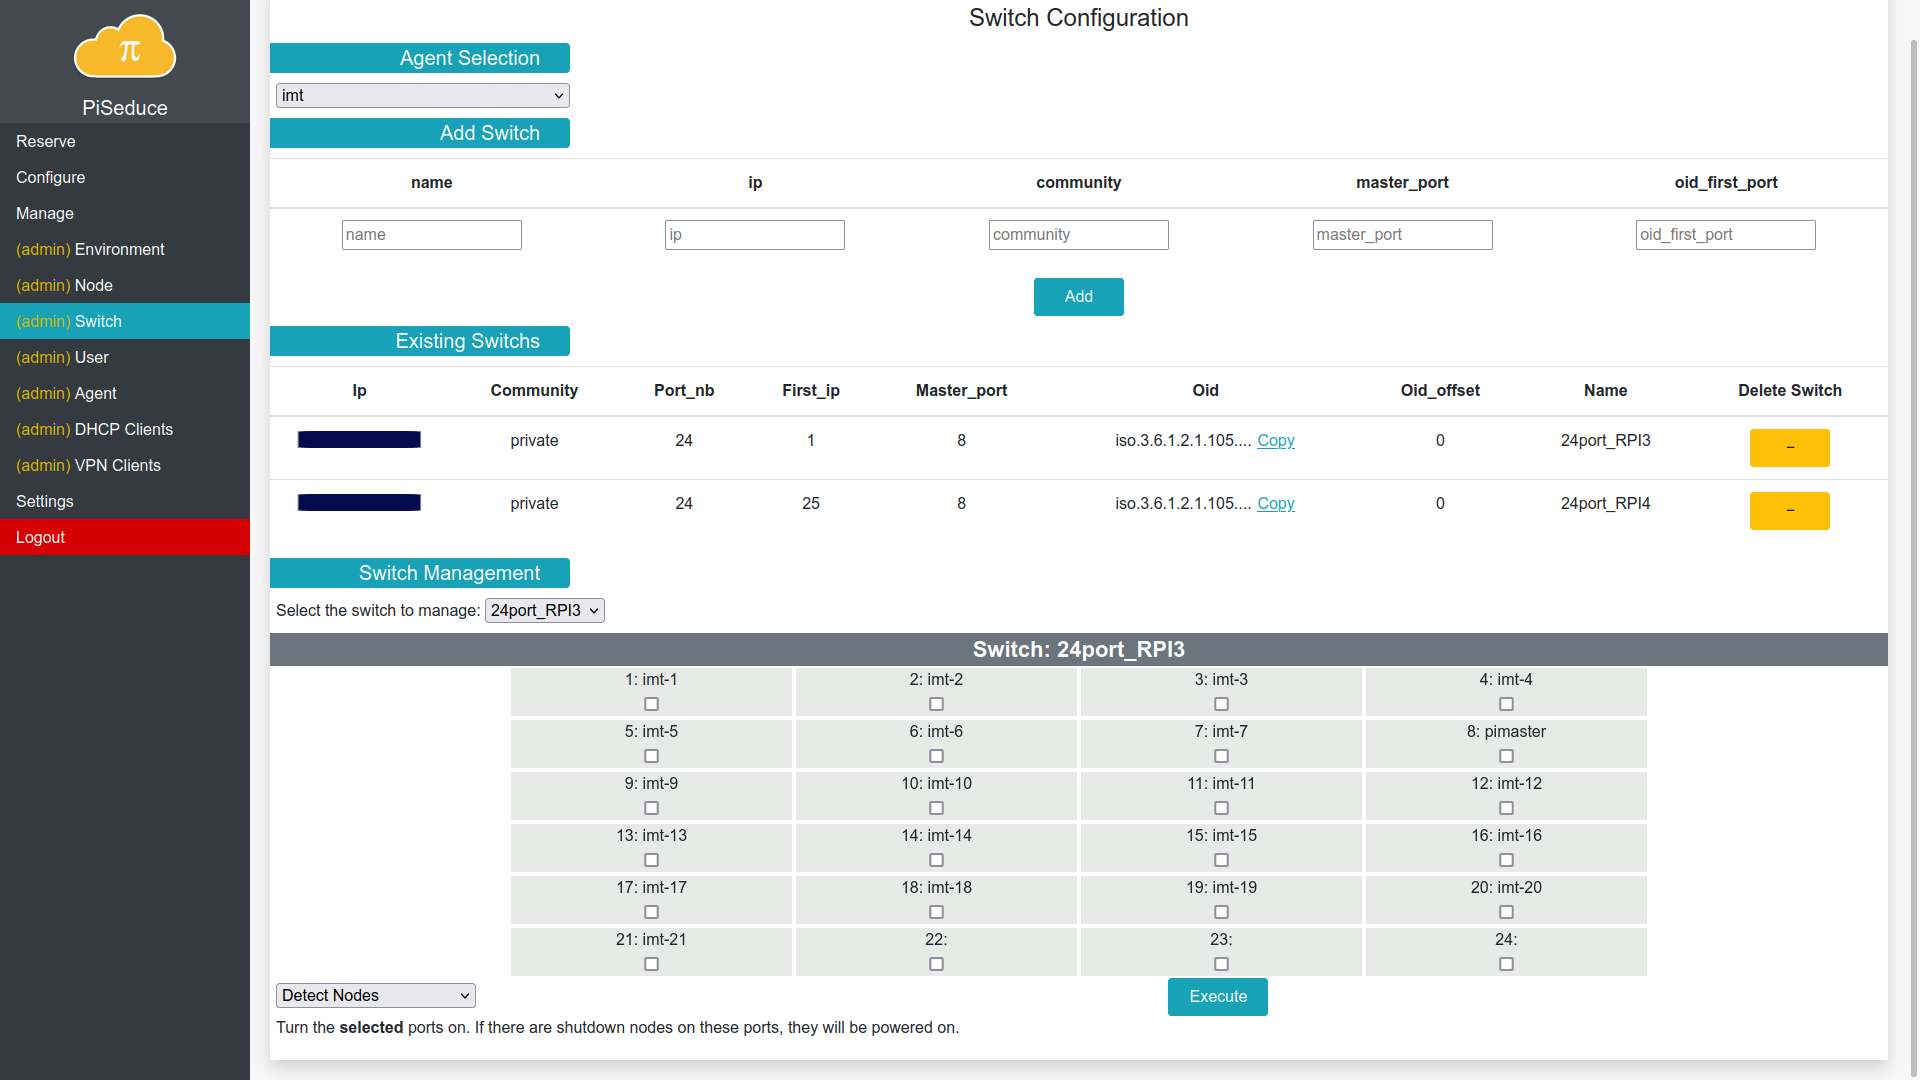 π
PiSeduce
Reserve
Configure
Manage
(admin) Environment
(admin) Node
(admin) Switch
(admin) User
(admin) Agent
(admin) DHCP Clients
(admin) VPN Clients
Settings
Logout
Switch Configuration
Agent Selection
imt
Add Switch
name ip community master_port oid_first_port
name ip community master_port oid_first_port
Add
Existing Switchs
Ip Community Port_nb First_ip Master_port Oid Oid_offset Name Delete Switch
private 24 1 8 iso.3.6.1.2.1.105.... Copy 0 24port_RPI3 −
private 24 25 8 iso.3.6.1.2.1.105.... Copy 0 24port_RPI4 −
Switch Management
Select the switch to manage: 24port_RPI3
Switch: 24port_RPI3
1: imt-1 2: imt-2 3: imt-3 4: imt-4
5: imt-5 6: imt-6 7: imt-7 8: pimaster
9: imt-9 10: imt-10 11: imt-11 12: imt-12
13: imt-13 14: imt-14 15: imt-15 16: imt-16
17: imt-17 18: imt-18 19: imt-19 20: imt-20
21: imt-21 22: 23: 24:
Detect Nodes Execute
Turn the selected ports on. If there are shutdown nodes on these ports, they will be powered on.